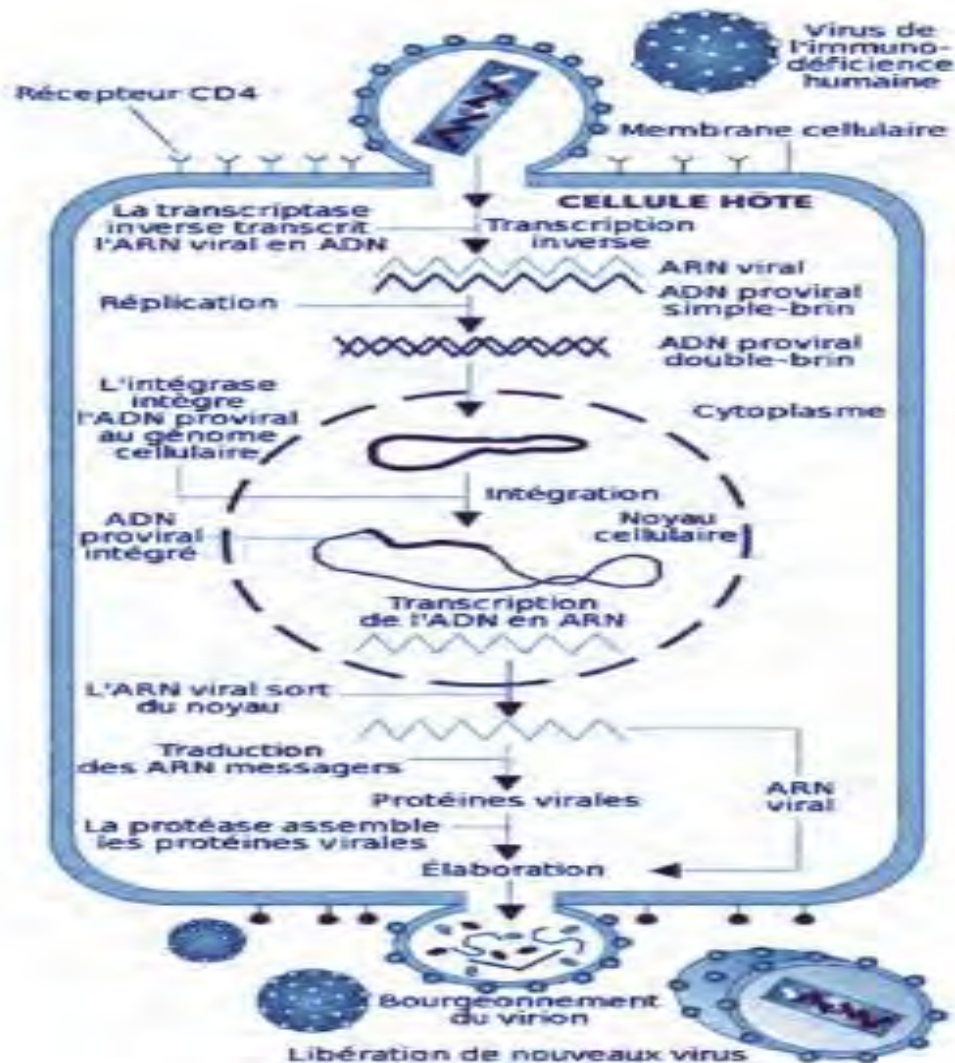 Virus de
l'immuno-
déficience
humaine
Récepteur CD4
Membrane cellulaire
CELLULE HÔTE
La transcriptase
inverse transcrit
l'ARN viral en ADN
Transcription
inverse
ARN viral
ADN proviral
simple-brin
Réplication
ADN proviral
double-brin
L'intégrase
intègre
l'ADN proviral
au génome
cellulaire
Cytoplasme
Intégration
ADN
proviral
intégré
Noyau
cellulaire
Transcription
de l'ADN en ARN
L'ARN viral sort
du noyau
Traduction
des ARN messagers
Protéines virales
ARN
viral
La protéase assemble
les protéines virales
Élaboration
Bourgeonnement
du virion
Libération de nouveaux virus